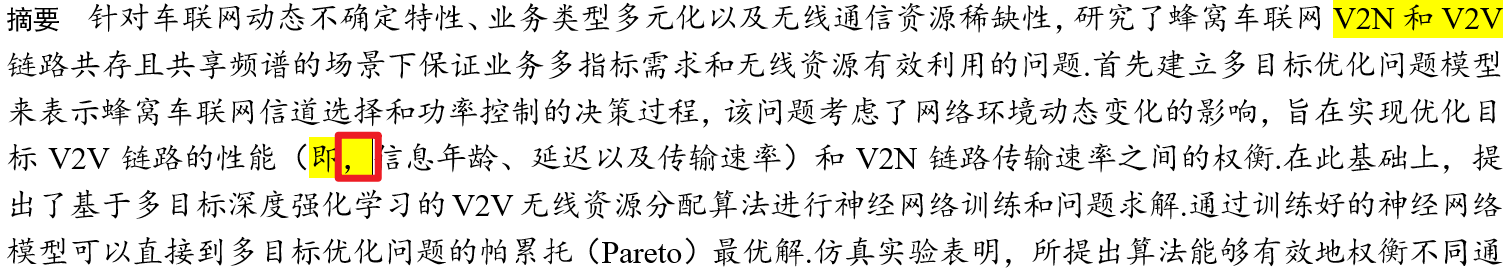 摘要 针对车联网动态不确定特性、业务类型多元化以及无线通信资源稀缺性，研究了蜂窝车联网 V2N 和 V2V
链路共存且共享频谱的场景下保证业务多指标需求和无线资源有效利用的问题.首先建立多目标优化问题模型
来表示蜂窝车联网信道选择和功率控制的决策过程，该问题考虑了网络环境动态变化的影响，旨在实现优化目
标 V2V 链路的性能（即，信息年龄、延迟以及传输速率）和 V2N 链路传输速率之间的权衡.在此基础上，提
出了基于多目标深度强化学习的 V2V 无线资源分配算法进行神经网络训练和问题求解.通过训练好的神经网络
模型可以直接到多目标优化问题的帕累托（Pareto）最优解.仿真实验表明，所提出算法能够有效地权衡不同通